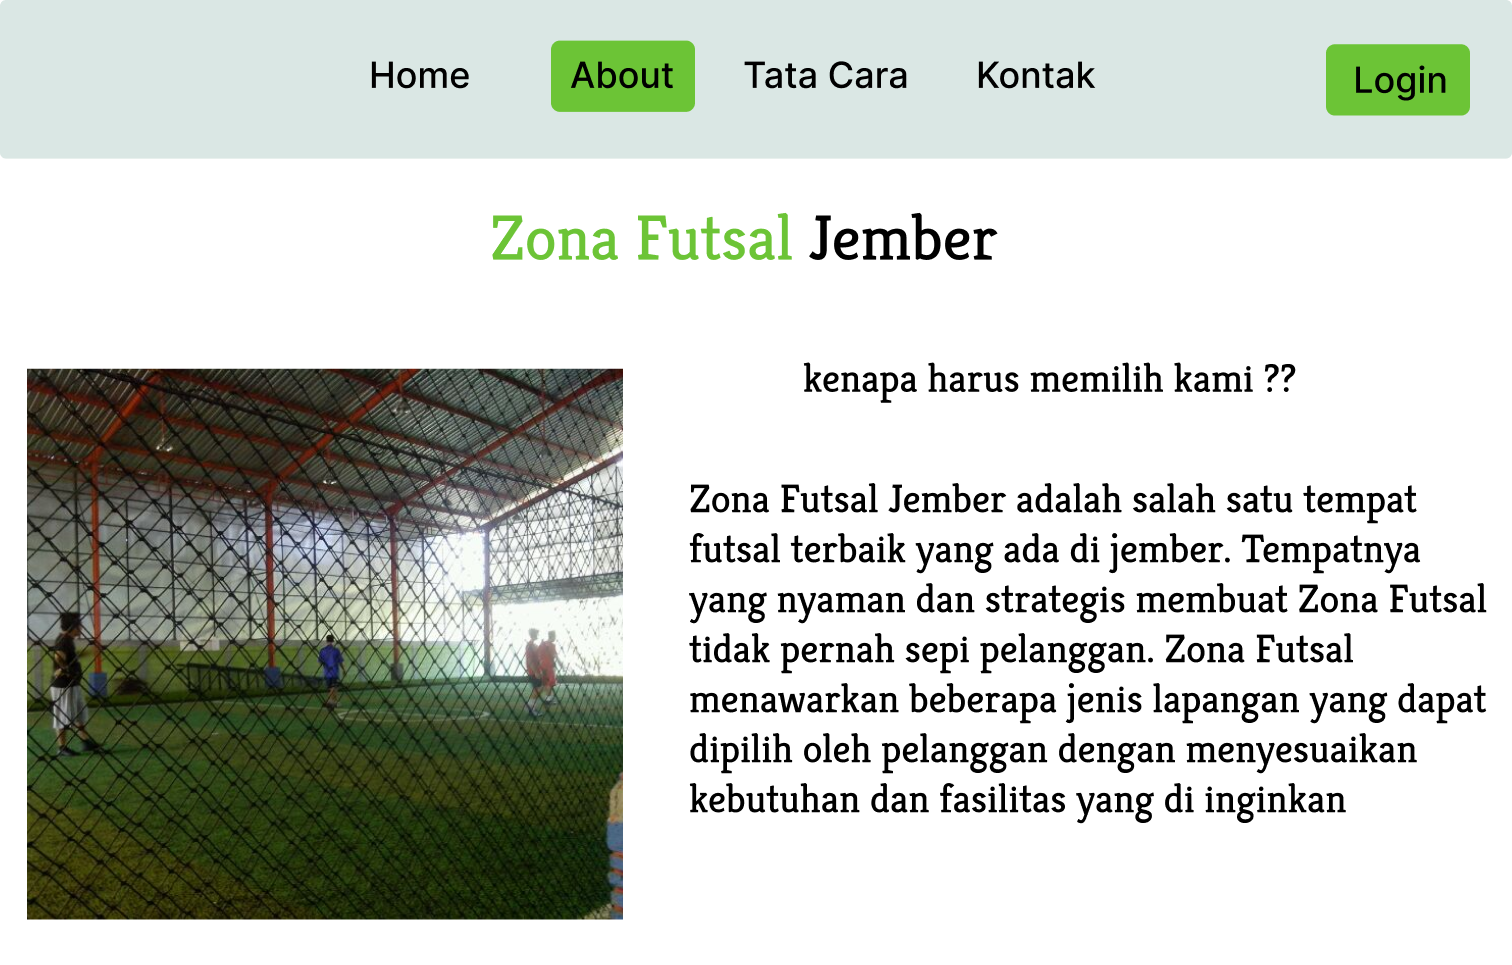 Home About Tata Cara Kontak Login
Zona Futsal Jember
kenapa harus memilih kami ??
Zona Futsal Jember adalah salah satu tempat
futsal terbaik yang ada di jember. Tempatnya
yang nyaman dan strategis membuat Zona Futsal
tidak pernah sepi pelanggan. Zona Futsal
menawarkan beberapa jenis lapangan yang dapat
dipilih oleh pelanggan dengan menyesuaikan
kebutuhan dan fasilitas yang di inginkan